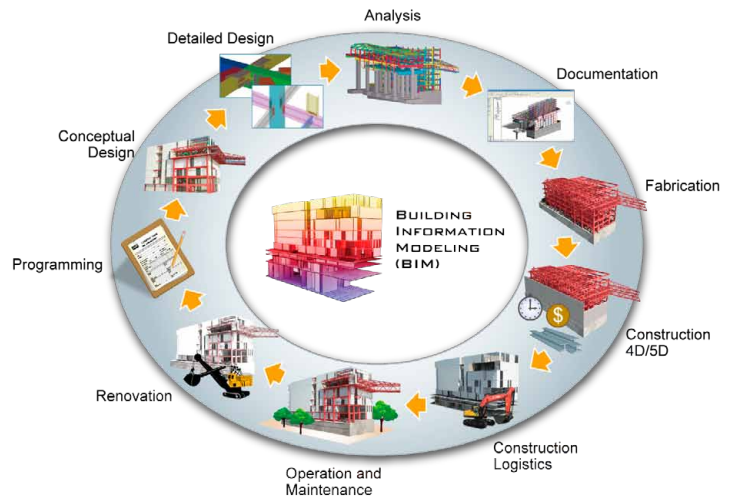 Analysis
Detailed Design
Documentation
Conceptual
Design
Fabrication
BUILDING
INFORMATION
MODELING
(BIM)
Programming
$
Construction
4D/5D
Renovation
Construction
Logistics
Operation and
Maintenance